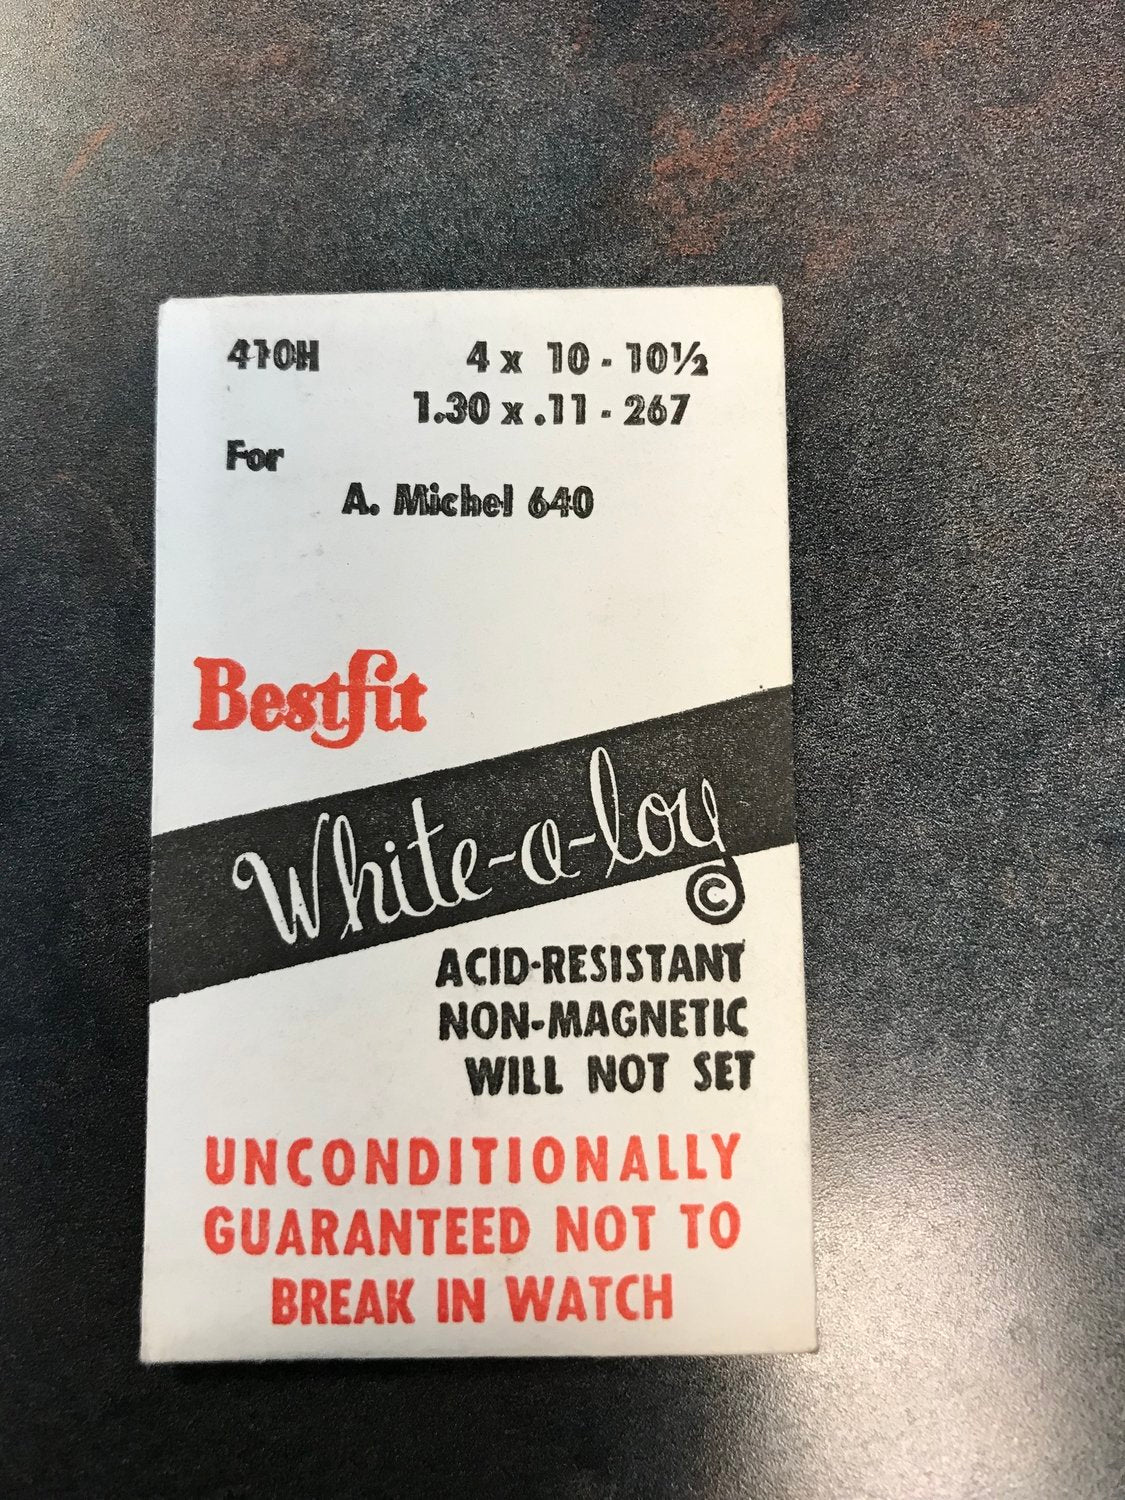 410H 4 x 10 - 10½
1.30 x .11 - 267
For
A. Michel 640
Bestfit
White-a-loy
©
ACID-RESISTANT
NON-MAGNETIC
WILL NOT SET
UNCONDITIONALLY
GUARANTEED NOT TO
BREAK IN WATCH